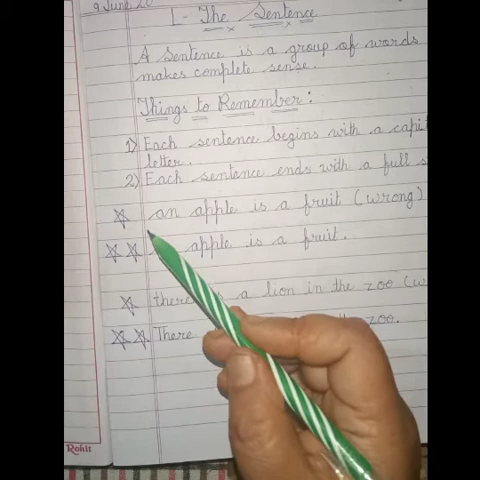 9 June 20
L- The Sentence
A sentence is a group of words
makes complete sense.
Things to Remember:
1) Each sentence begins with a capit
letter.
2) Each sentence ends with a full s
an apple is a fruit (wrong)
apple is a fruit.
there a lion in the zoo (w
There zoo.
Rohit